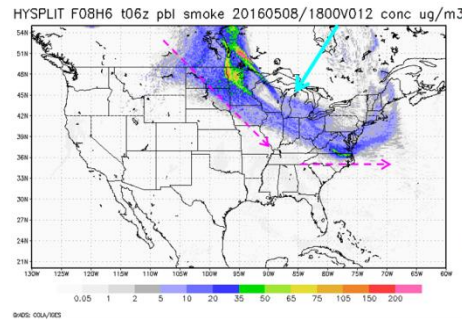 HYSPLIT F08H6 t06z pbl smoke 20160508/1800V012 conc ug/m3
54N
51N
48N
45N
42N
39N
36N
33N
30N
27N
24N
21N
130W 125W 120W 115W 110W 105W 100W 95W 90W 85W 80W 75W 70W 65W 60W
0.05 1 2 5 10 20 35 50 65 75 105 150 200
GrADS: COLA/IGES